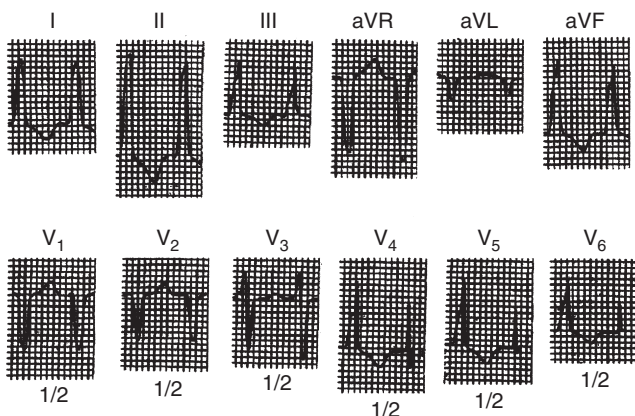 I II III aVR aVL aVF
V₁ V₂ V₃ V₄ V₅ V₆
1/2 1/2 1/2 1/2 1/2 1/2